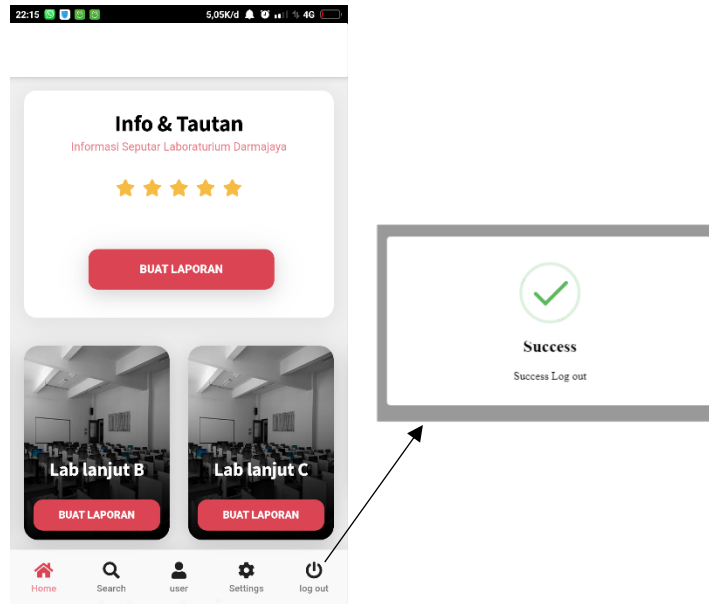 22:15 5,05K/d 4G
Info & Tautan
Informasi Seputar Laboraturium Darmajaya
BUAT LAPORAN
Lab lanjut B
BUAT LAPORAN
Lab lanjut C
BUAT LAPORAN
Home
Search
user
Settings
log out
Success
Success Log out